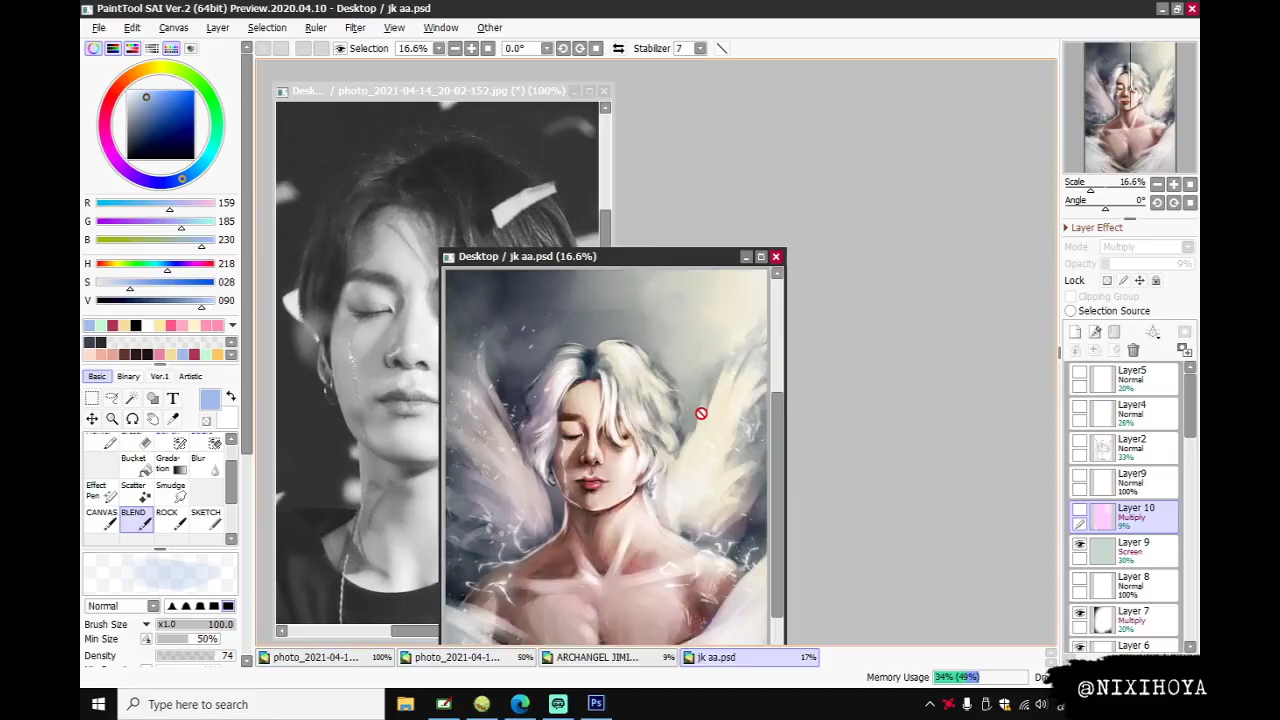 PaintTool SAI Ver.2 (64bit) Preview.2020.04.10 - Desktop / jk aa.psd
File Edit Canvas Layer Selection Ruler Filter View Window Other
Selection 16.6% 0.0° Stabilizer 7
Desk... / photo_2021-04-14_20-02-152.jpg (*) (100%)
Desktop / jk aa.psd (16.6%)
R 159
G 185
B 230
H 218
S 028
V 090
Basic Binary Ver.1 Artistic
T
Bucket Grada-tion Blur
Effect Pen Scatter Smudge
CANVAS BLEND ROCK SKETCH
Normal
Brush Size x1.0 100.0
Min Size 50%
Density 74
Scale 16.6%
Angle 0°
Layer Effect
Mode Multiply
Opacity 9%
Lock
Clipping Group
Selection Source
Layer5
Normal
20%
Layer4
Normal
26%
Layer2
Normal
33%
Layer9
Normal
100%
Layer 10
Multiply
9%
Layer 9
Screen
30%
Layer 8
Normal
100%
Layer 7
Multiply
20%
Layer 6
photo_2021-04-1... 100% photo_2021-04-1... 50% ARCHANGEL JIMI... 9% jk aa.psd 17%
Memory Usage 34% (49%)
@NIXIHOYA
Type here to search
Ps